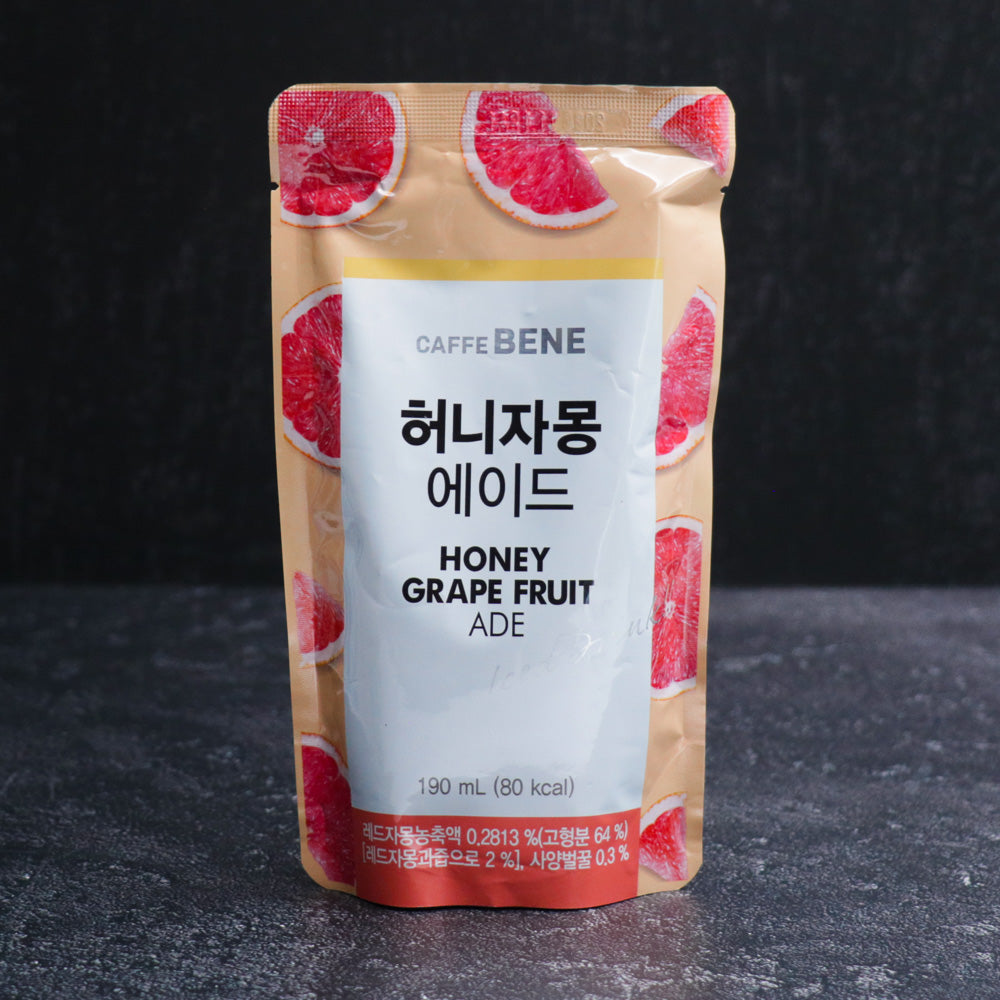 CAFFE BENE
허니자몽
에이드
HONEY
GRAPE FRUIT
ADE
190 mL (80 kcal)
레드자몽농축액 0.2813 %(고형분 64 %)
[레드자몽과즙으로 2 %], 사양벌꿀 0.3 %